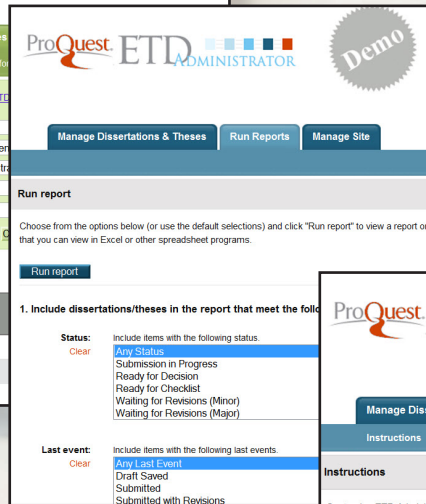 ProQuest ETD ADMINISTRATOR
Demo
Manage Dissertations & Theses Run Reports Manage Site
Run report
Choose from the options below (or use the default selections) and click "Run report" to view a report
that you can view in Excel or other spreadsheet programs.
Run report
1. Include dissertations/theses in the report that meet the
Status: Include items with the following status.
Clear Any Status
Submission in Progress
Ready for Decision
Ready for Checklist
Waiting for Revisions (Minor)
Waiting for Revisions (Major)
Last event: Include items with the following last events.
Clear Any Last Event
Draft Saved
Submitted
Submitted with Revisions
ProQuest.
Manage
Instructions
Instructions